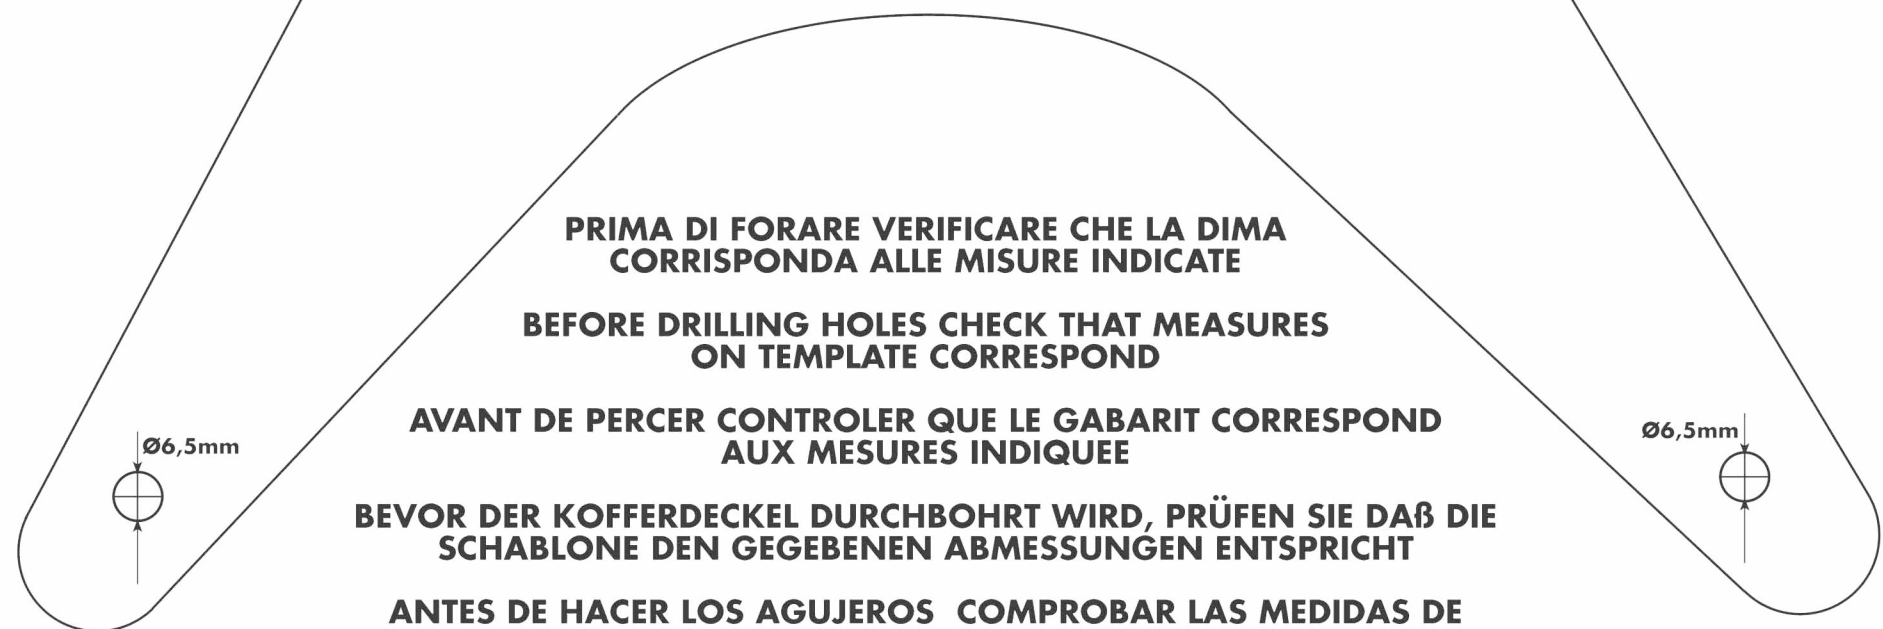 PRIMA DI FORARE VERIFICARE CHE LA DIMA
CORRISPONDA ALLE MISURE INDICATE
BEFORE DRILLING HOLES CHECK THAT MEASURES
ON TEMPLATE CORRESPOND
AVANT DE PERCER CONTROLER QUE LE GABARIT CORRESPOND
AUX MESURES INDIQUEE
Ø6,5mm
Ø6,5mm
BEVOR DER KOFFERDECKEL DURCHBOHRT WIRD, PRÜFEN SIE DAß DIE
SCHABLONE DEN GEGEBENEN ABMESSUNGEN ENTSPRICHT
ANTES DE HACER LOS AGUJEROS COMPROBAR LAS MEDIDAS DE